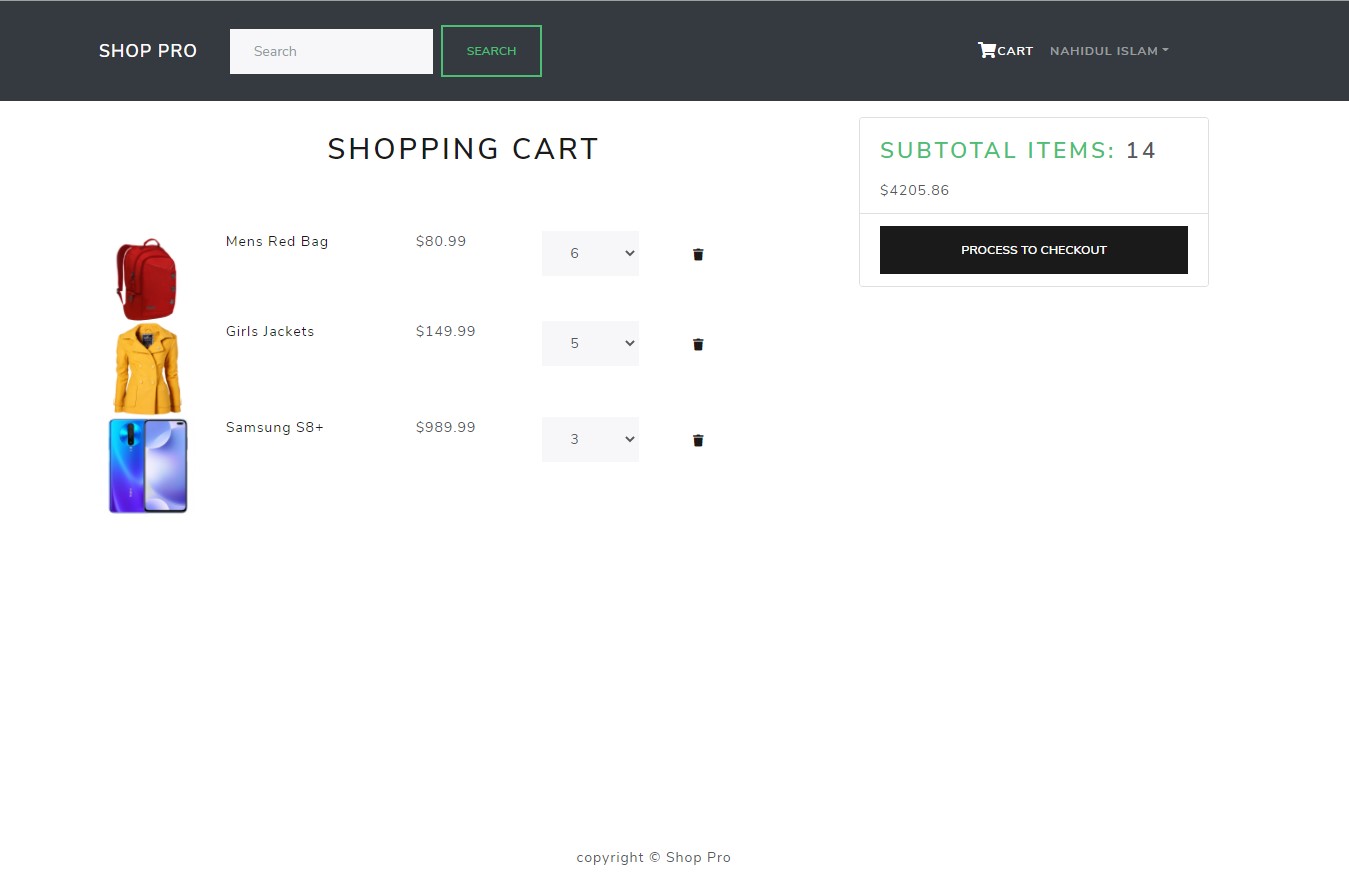 SHOP PRO
Search
SEARCH
CART
NAHIDUL ISLAM
SHOPPING CART
Mens Red Bag $80.99 6
Girls Jackets $149.99 5
Samsung S8+ $989.99 3
SUBTOTAL ITEMS: 14
$4205.86
PROCESS TO CHECKOUT
copyright © Shop Pro